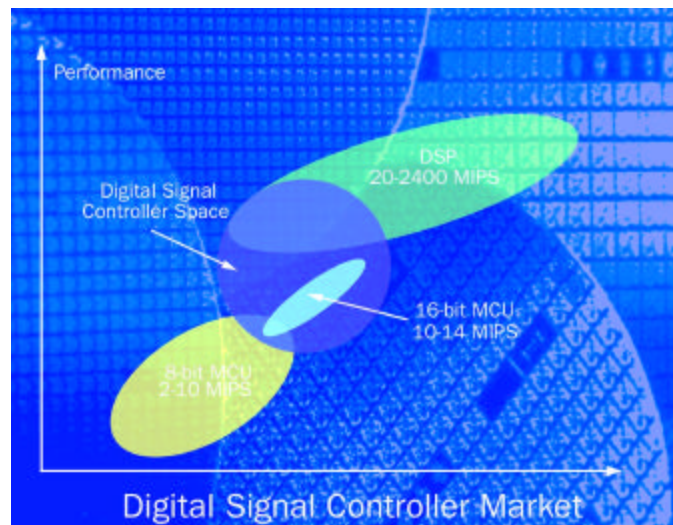 Performance
DSP
20-2400 MIPS
Digital Signal
Controller Space
16-bit MCU
10-14 MIPS
8-bit MCU
2-10 MIPS
Digital Signal Controller Market